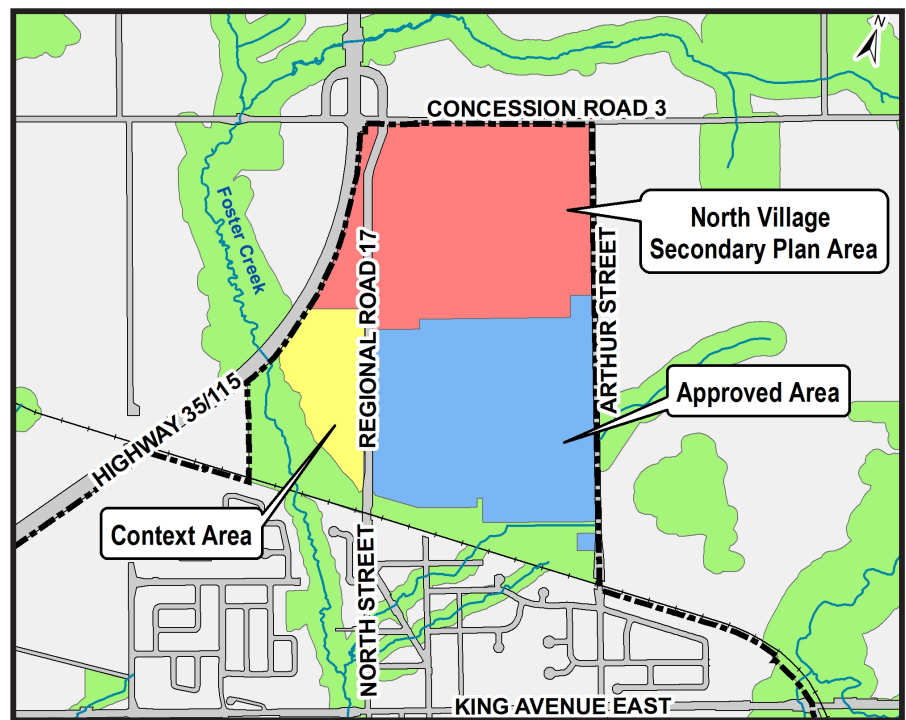 N
CONCESSION ROAD 3
North Village
Secondary Plan Area
Foster Creek
REGIONAL ROAD 17
ARTHUR STREET
Approved Area
HIGHWAY 35/115
Context Area
NORTH STREET
KING AVENUE EAST